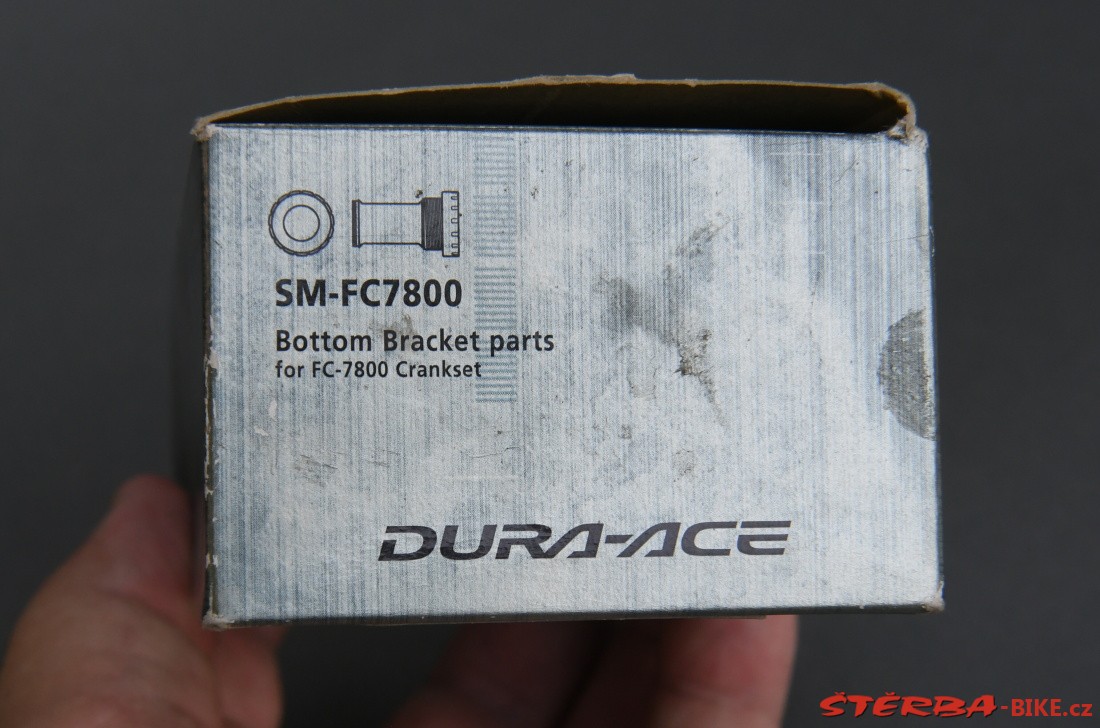 SM-FC7800
Bottom Bracket parts
for FC-7800 Crankset
DURA-ACE
ŠTĚRBA-BIKE.cz